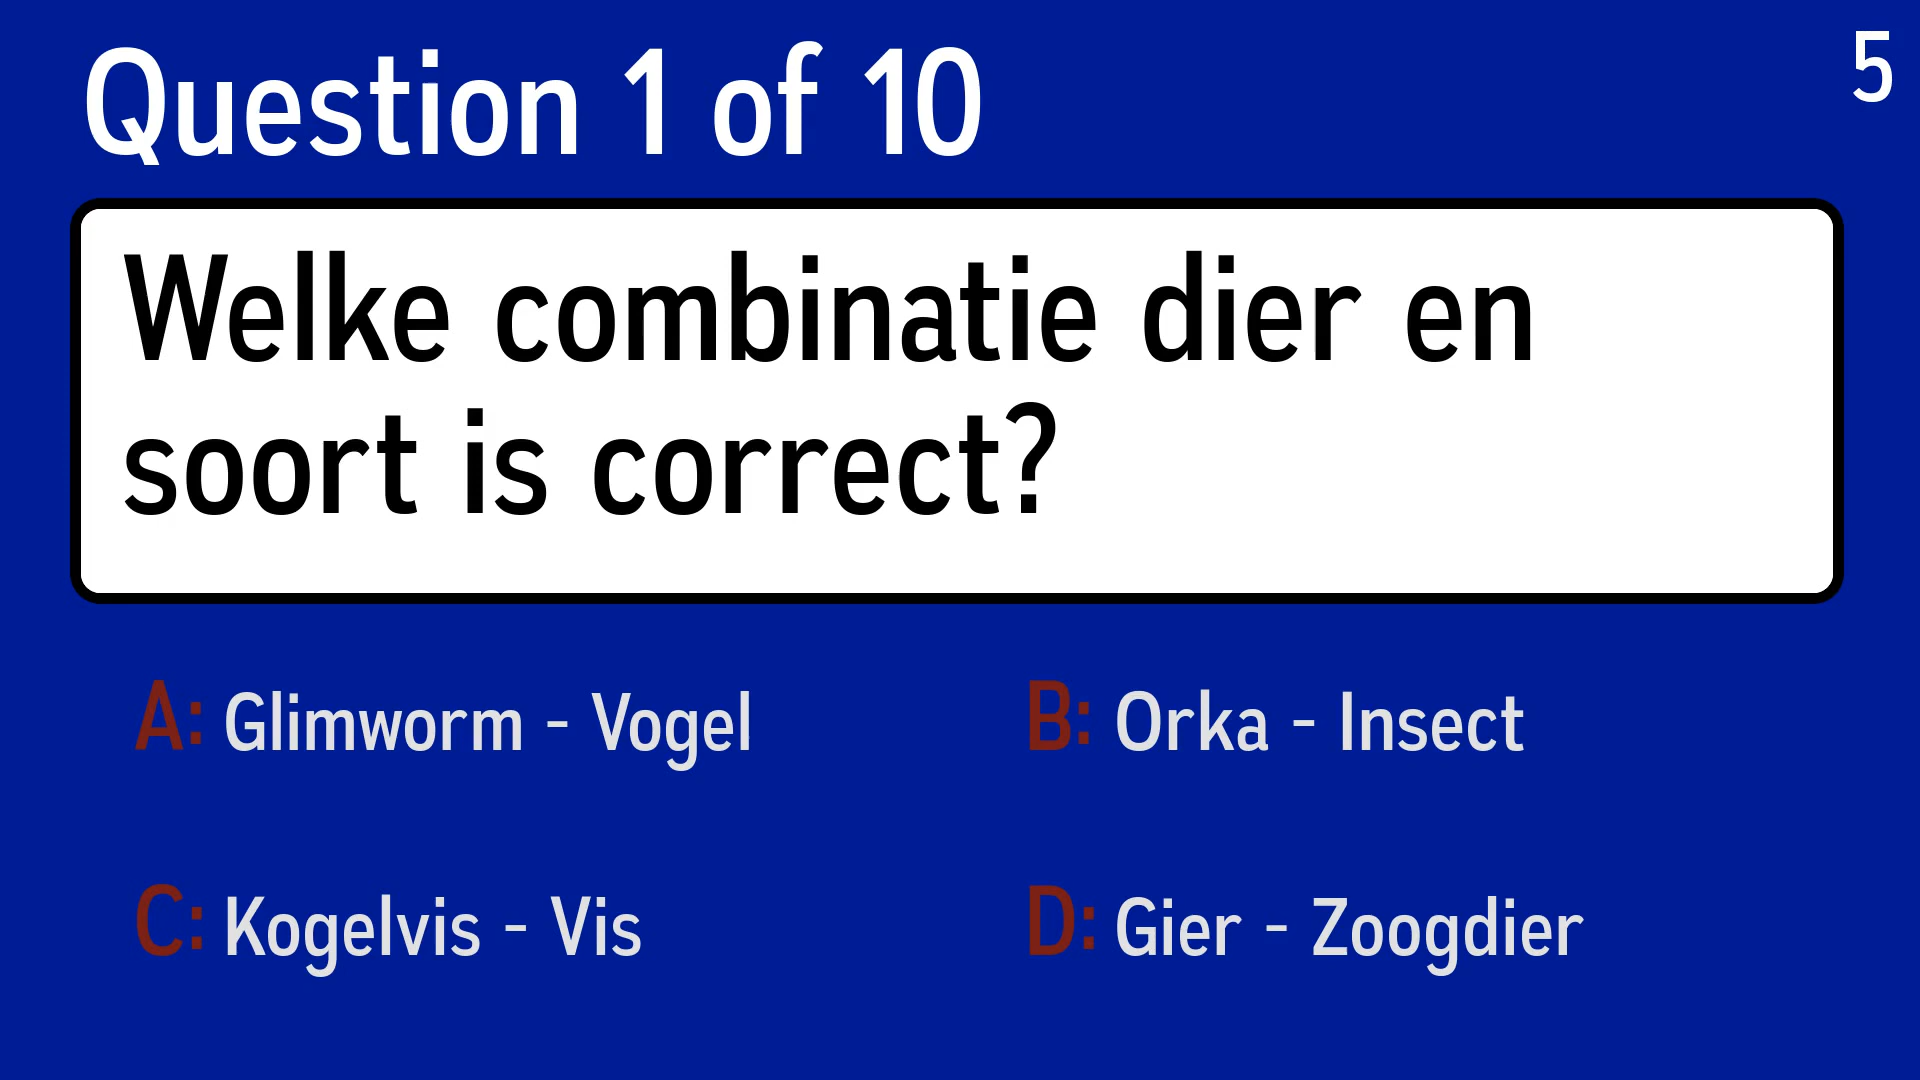 Question 1 of 10
5
Welke combinatie dier en
soort is correct?
A: Glimworm - Vogel
B: Orka - Insect
C: Kogelvis - Vis
D: Gier - Zoogdier